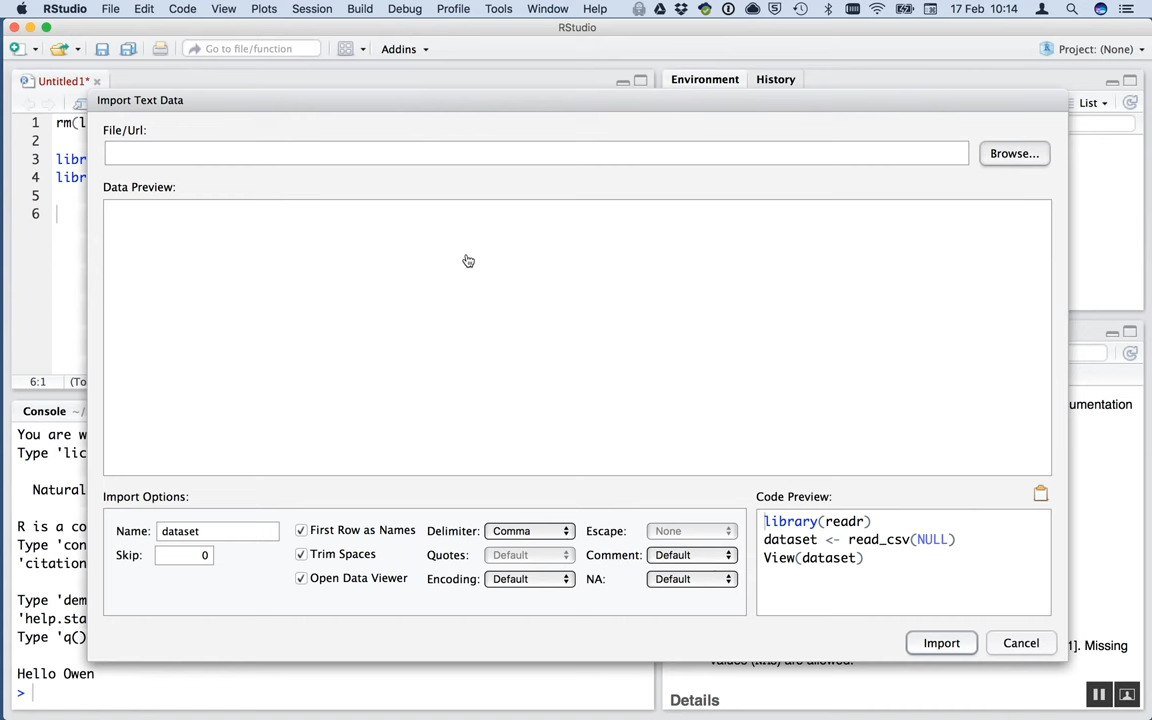 RStudio File Edit Code View Plots Session Build Debug Profile Tools Window Help 17 Feb 10:14
RStudio
Go to file/function Addins Project: (None)
Untitled1* Environment History
Import Text Data List
1 rm(l
File/Url:
2
Browse...
3 libr
4 libr
Data Preview:
5
6
6:1 (To
Console ~/
umentation
You are w
Type 'lic
Natural
R is a co
Type 'con
'citation
Type 'dem
'help.sta
Type 'q()
Hello Owen
>
Import Options:
Name: dataset First Row as Names Delimiter: Comma Escape: None
Skip: 0 Trim Spaces Quotes: Default Comment: Default
Open Data Viewer Encoding: Default NA: Default
Code Preview:
library(readr)
dataset <- read_csv(NULL)
View(dataset)
Import Cancel
]. Missing
values (NAs) are allowed.
Details